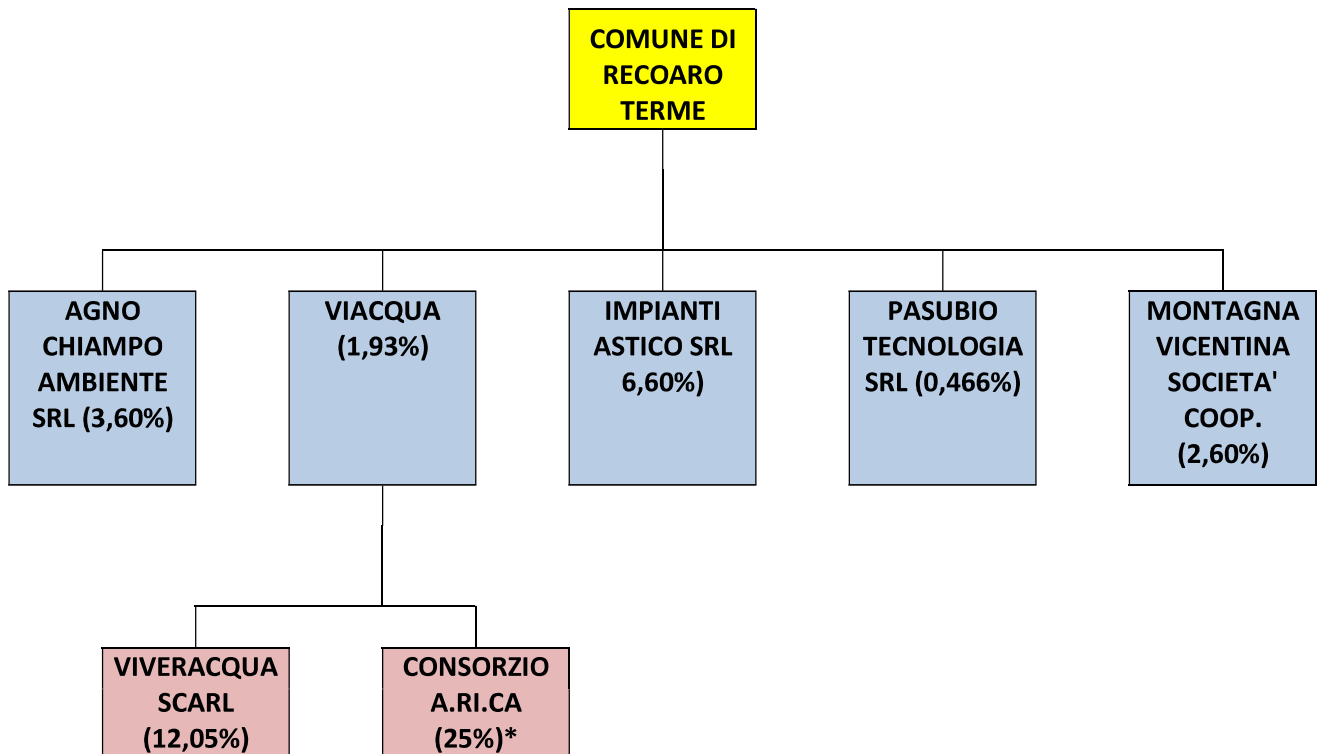 COMUNE DI
RECOARO
TERME
AGNO
CHIAMPO
AMBIENTE
SRL (3,60%)
VIACQUA
(1,93%)
IMPIANTI
ASTICO SRL
6,60%)
PASUBIO
TECNOLOGIA
SRL (0,466%)
MONTAGNA
VICENTINA
SOCIETA'
COOP.
(2,60%)
VIVERACQUA
SCARL
(12,05%)
CONSORZIO
A.RI.CA
(25%)*